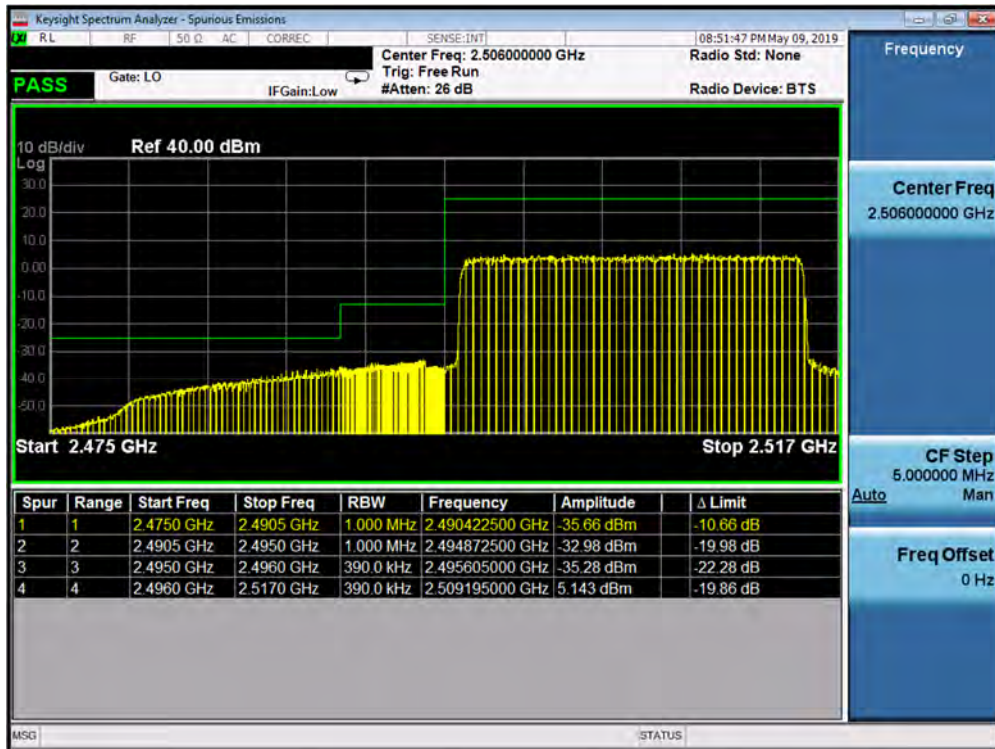 Keysight Spectrum Analyzer - Spurious Emissions
LXI RL RF 50 Ω AC CORREC SENSE:INT 08:51:47 PM May 09, 2019
Center Freq: 2.506000000 GHz Radio Std: None
Trig: Free Run
PASS Gate: LO IFGain:Low #Atten: 26 dB Radio Device: BTS
10 dB/div Ref 40.00 dBm
Log
30.0
20.0
10.0
0.00
-10.0
-20.0
-30.0
-40.0
-50.0
Start 2.475 GHz Stop 2.517 GHz
Spur Range Start Freq Stop Freq RBW Frequency Amplitude Δ Limit
1 1 2.4750 GHz 2.4905 GHz 1.000 MHz 2.490422500 GHz -35.66 dBm -10.66 dB
2 2 2.4905 GHz 2.4950 GHz 1.000 MHz 2.494872500 GHz -32.98 dBm -19.98 dB
3 3 2.4950 GHz 2.4960 GHz 390.0 kHz 2.495605000 GHz -35.28 dBm -22.28 dB
4 4 2.4960 GHz 2.5170 GHz 390.0 kHz 2.509195000 GHz 5.143 dBm -19.86 dB
Frequency
Center Freq
2.506000000 GHz
CF Step
5.000000 MHz
Auto Man
Freq Offset
0 Hz
MSG STATUS